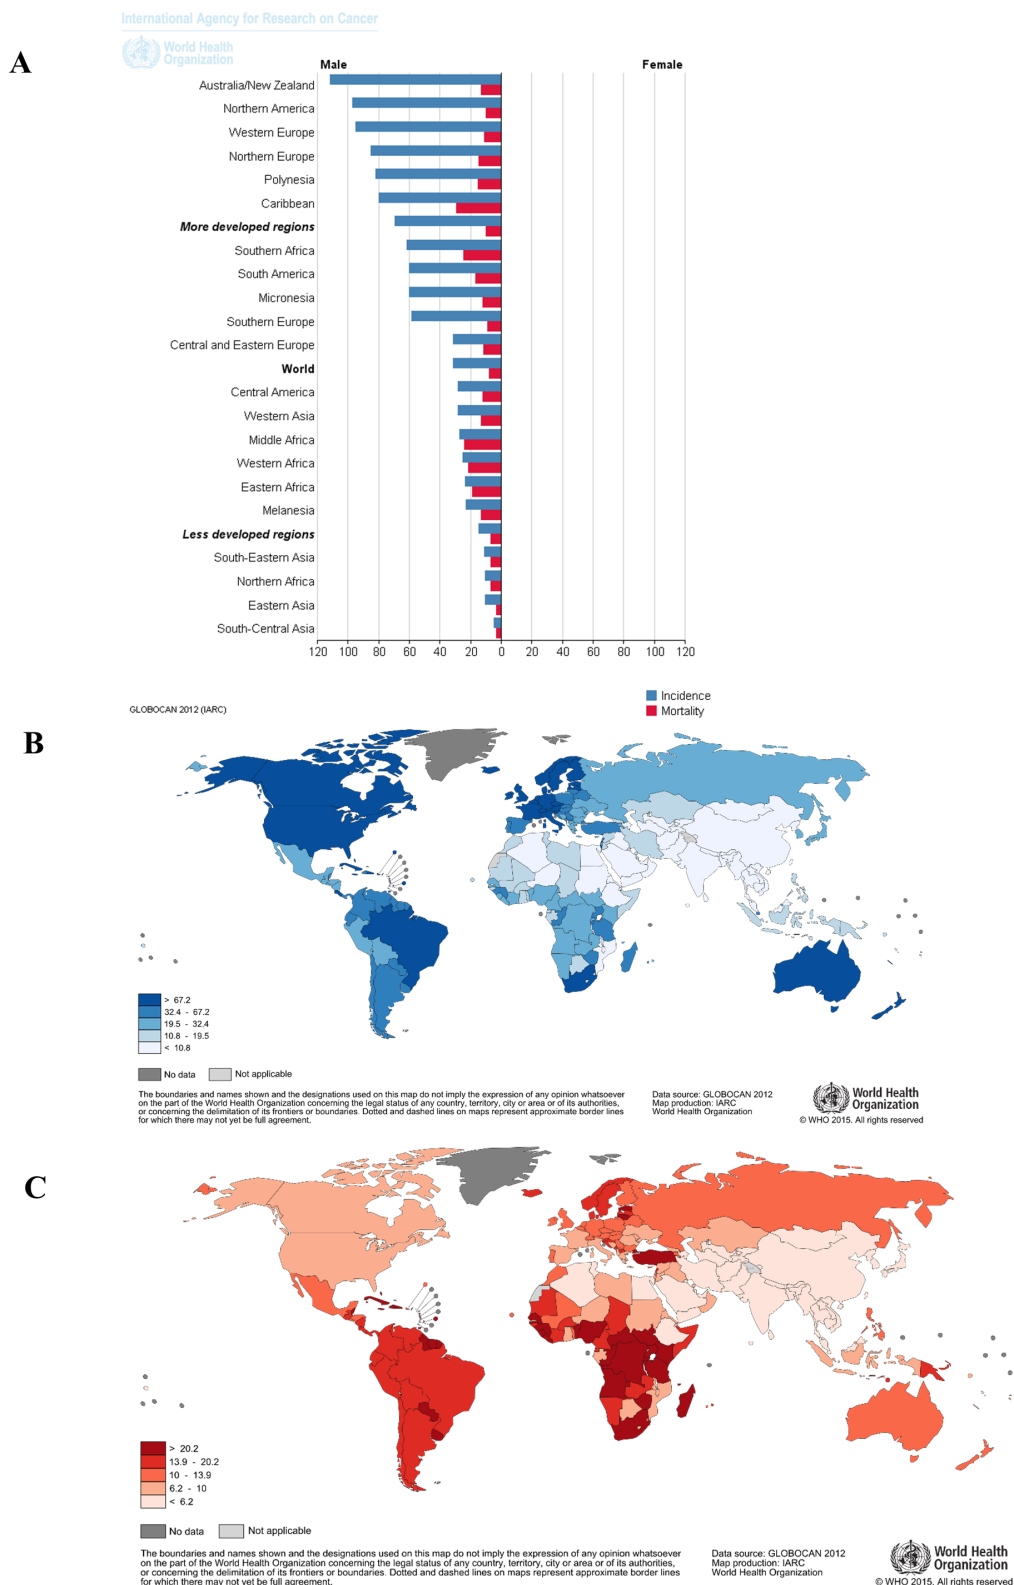 International Agency for Research on Cancer
World Health
Organization
A
Male
Female
Australia/New Zealand
Northern America
Western Europe
Northern Europe
Polynesia
Caribbean
More developed regions
Southern Africa
South America
Micronesia
Southern Europe
Central and Eastern Europe
World
Central America
Western Asia
Middle Africa
Western Africa
Eastern Africa
Melanesia
Less developed regions
South-Eastern Asia
Northern Africa
Eastern Asia
South-Central Asia
120 100 80 60 40 20 0 20 40 60 80 100 120
Incidence
Mortality
GLOBOCAN 2012 (IARC)
B
> 67.2
32.4 - 67.2
19.5 - 32.4
10.8 - 19.5
< 10.8
No data
Not applicable
The boundaries and names shown and the designations used on this map do not imply the expression of any opinion whatsoever
on the part of the World Health Organization concerning the legal status of any country, territory, city or area or of its authorities,
or concerning the delimitation of its frontiers or boundaries. Dotted and dashed lines on maps represent approximate border lines
for which there may not yet be full agreement.
Data source: GLOBOCAN 2012
Map production: IARC
World Health Organization
World Health
Organization
© WHO 2015. All rights reserved
C
> 20.2
13.9 - 20.2
10 - 13.9
6.2 - 10
< 6.2
No data
Not applicable
The boundaries and names shown and the designations used on this map do not imply the expression of any opinion whatsoever
on the part of the World Health Organization concerning the legal status of any country, territory, city or area or of its authorities,
or concerning the delimitation of its frontiers or boundaries. Dotted and dashed lines on maps represent approximate border lines
for which there may not yet be full agreement.
Data source: GLOBOCAN 2012
Map production: IARC
World Health Organization
World Health
Organization
© WHO 2015. All rights reserved